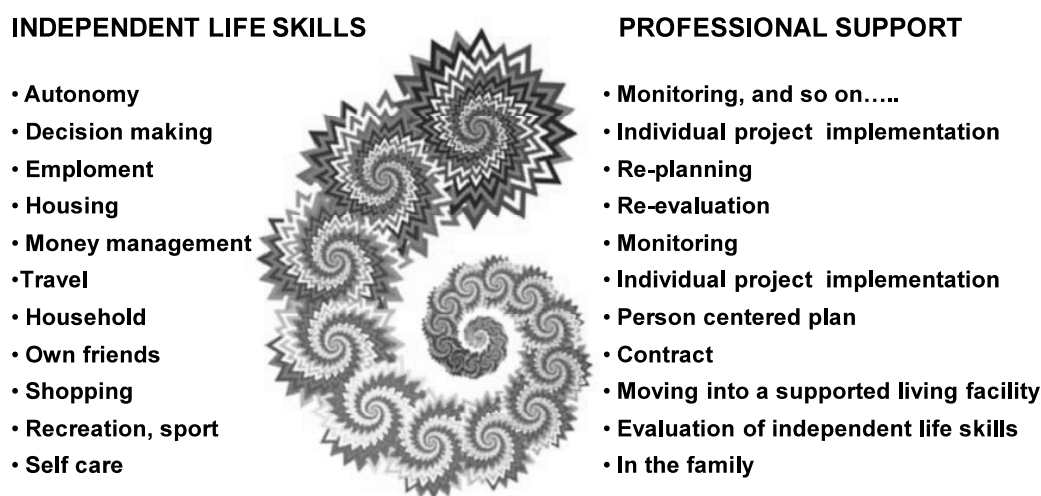 INDEPENDENT LIFE SKILLS
• Autonomy
• Decision making
• Emploment
• Housing
• Money management
•Travel
• Household
• Own friends
• Shopping
• Recreation, sport
• Self care
PROFESSIONAL SUPPORT
• Monitoring, and so on…..
• Individual project implementation
• Re-planning
• Re-evaluation
• Monitoring
• Individual project implementation
• Person centered plan
• Contract
• Moving into a supported living facility
• Evaluation of independent life skills
• In the family